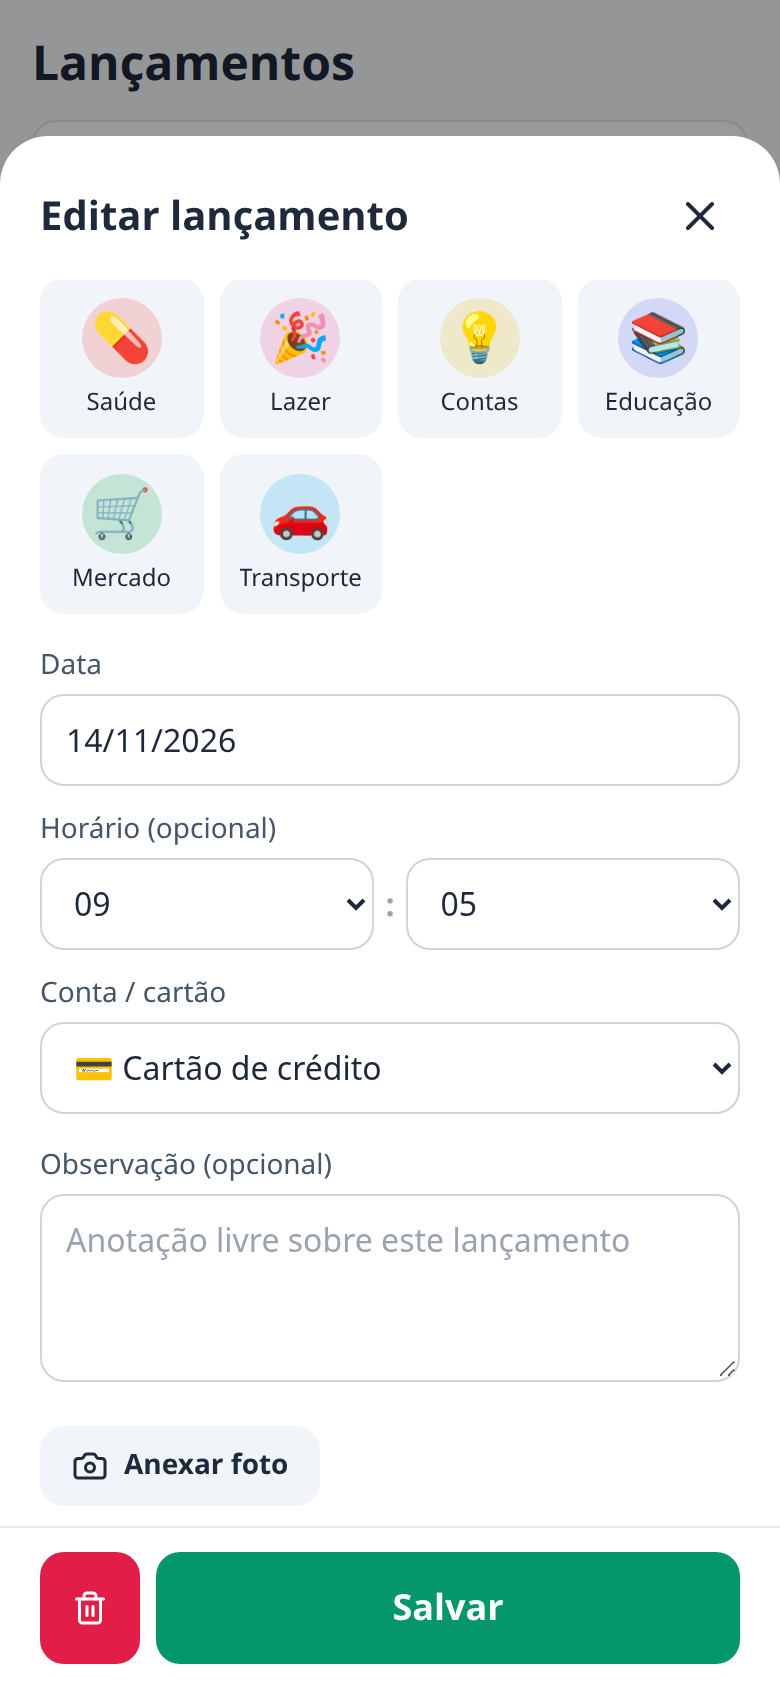 Lançamentos
Editar lançamento
Saúde
Lazer
Contas
Educação
Mercado
Transporte
Data
14/11/2026
Horário (opcional)
09 : 05
Conta / cartão
Cartão de crédito
Observação (opcional)
Anotação livre sobre este lançamento
Anexar foto
Salvar